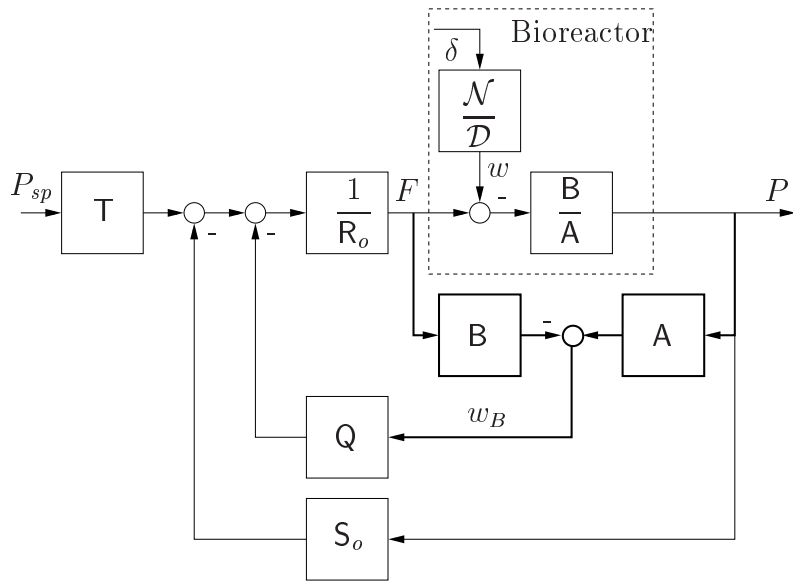 Bioreactor
δ
𝒩
𝒟
w
-
P_sp
T
-
-
1
R_o
F
B
A
P
B
-
A
w_B
Q
S_o